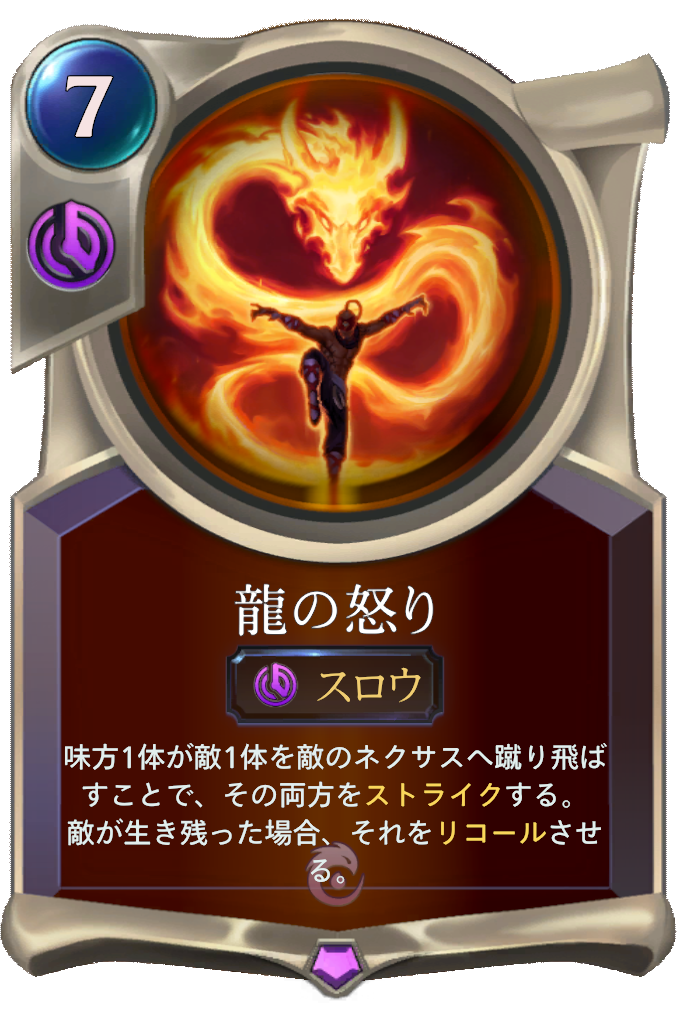 7
龍の怒り
スロウ
味方1体が敵1体を敵のネクサスへ蹴り飛ば
すことで、その両方をストライクする。
敵が生き残った場合、それをリコールさせ
る。